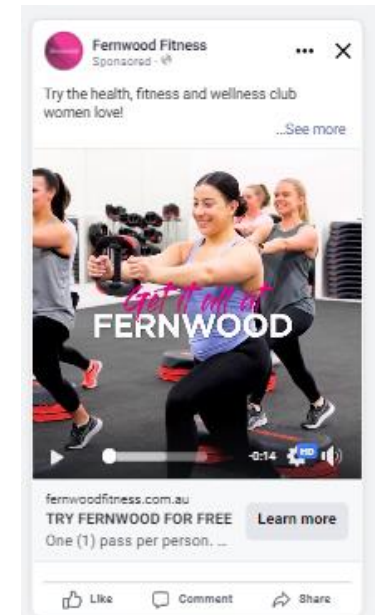 Fernwood Fitness
Sponsored ·
Try the health, fitness and wellness club
women love!
...See more
Get it all at
FERNWOOD
-0:14
HD
fernwoodfitness.com.au
TRY FERNWOOD FOR FREE
Learn more
One (1) pass per person. ...
Like
Comment
Share